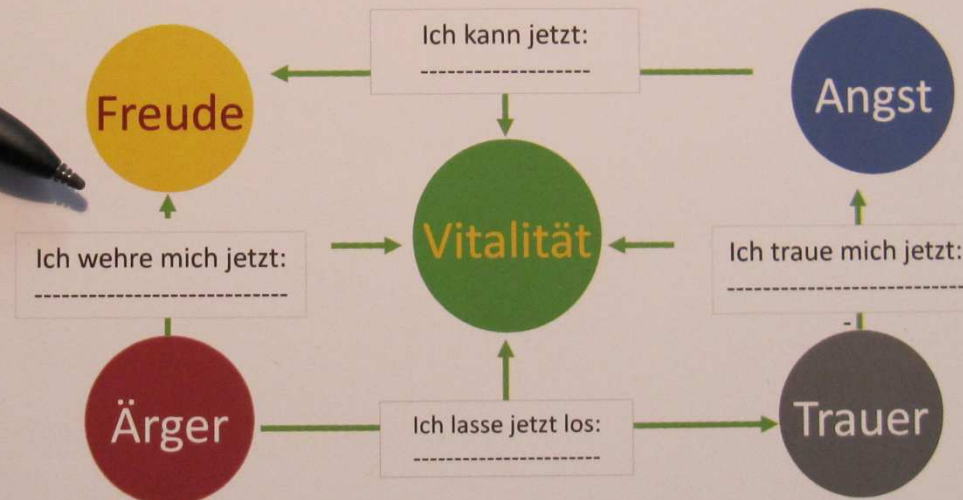 Ich kann jetzt:
-------------------
Freude
Angst
Vitalität
Ich wehre mich jetzt:
----------------------------
Ich traue mich jetzt:
---------------------------
-
Ärger
Ich lasse jetzt los:
---------------------
Trauer